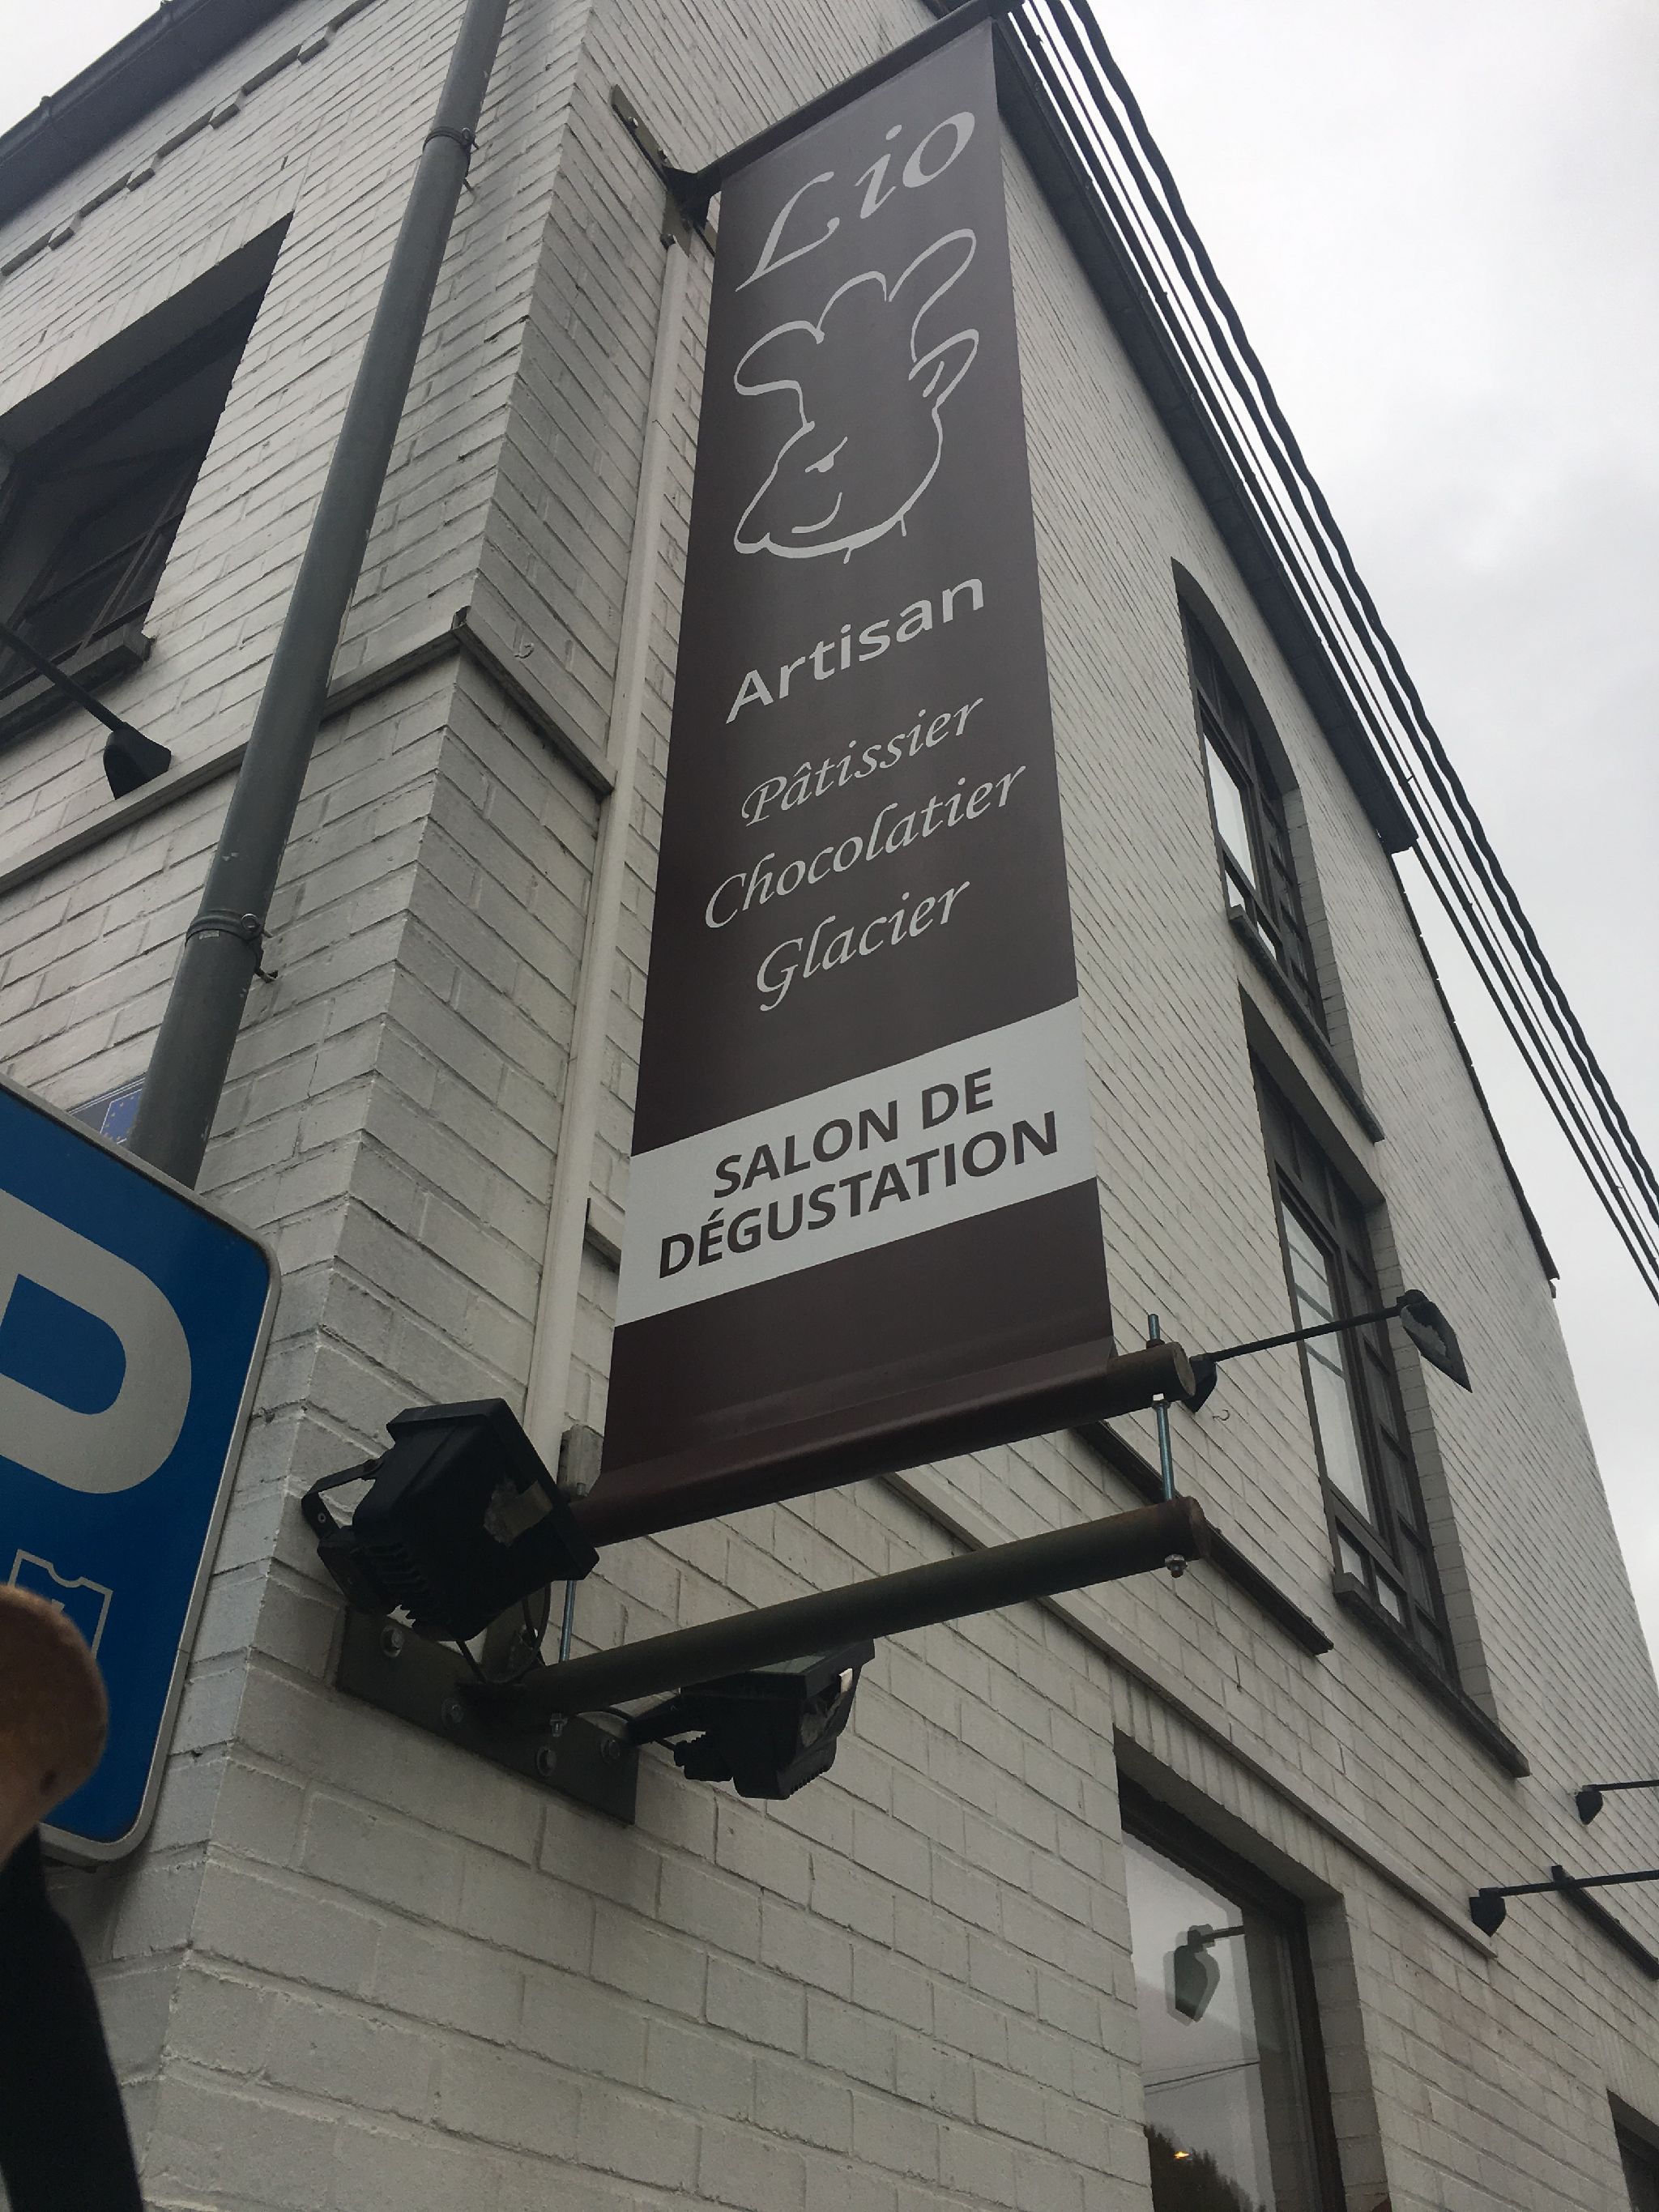 Lio
Artisan
Pâtissier
Chocolatier
Glacier
SALON DE
DÉGUSTATION
P